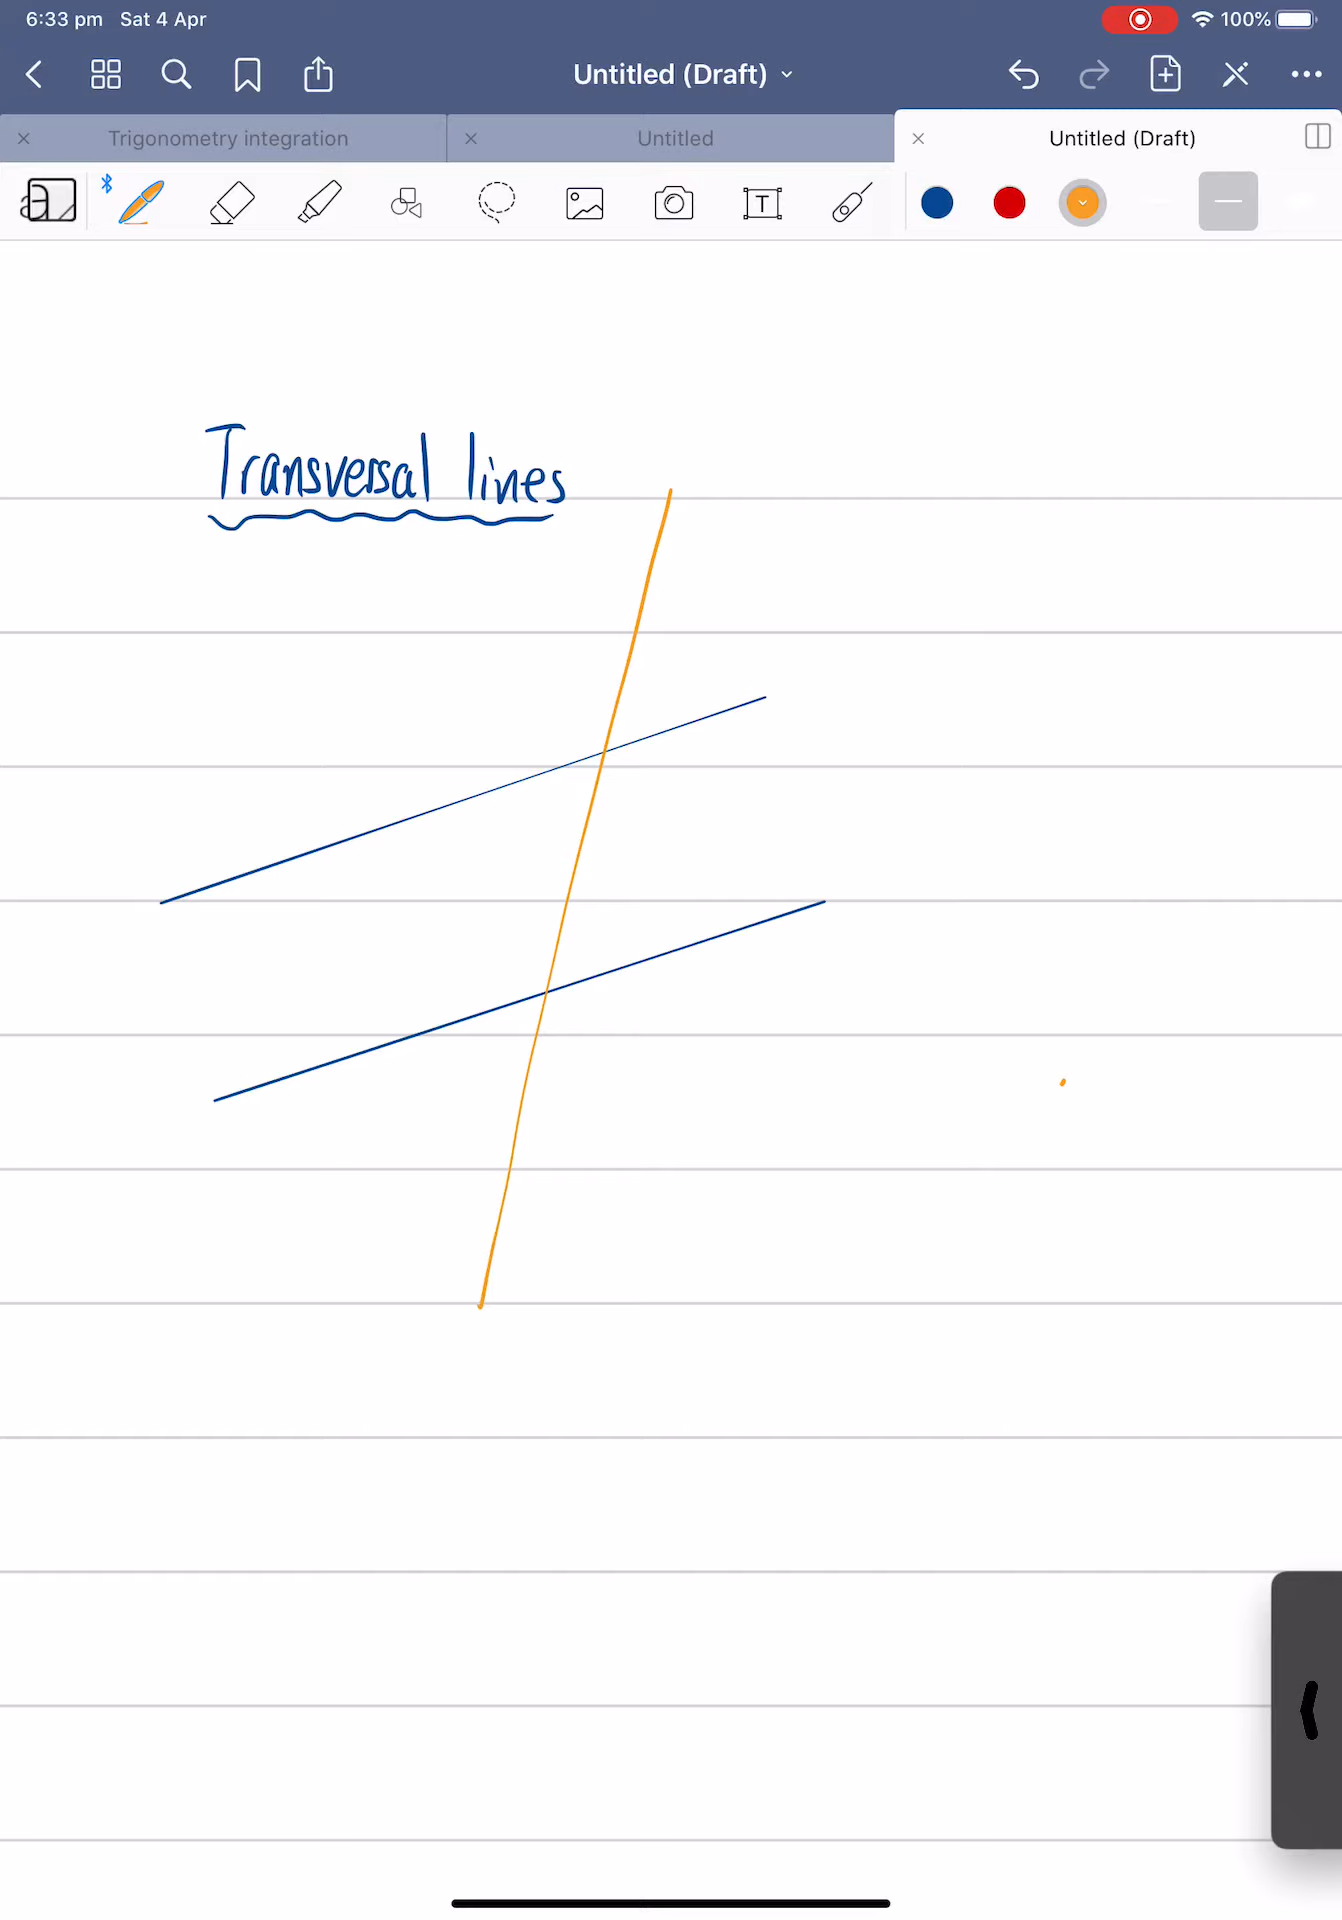 6:33 pm Sat 4 Apr 100%
Untitled (Draft)
Trigonometry integration Untitled Untitled (Draft)
a T
Transversal lines